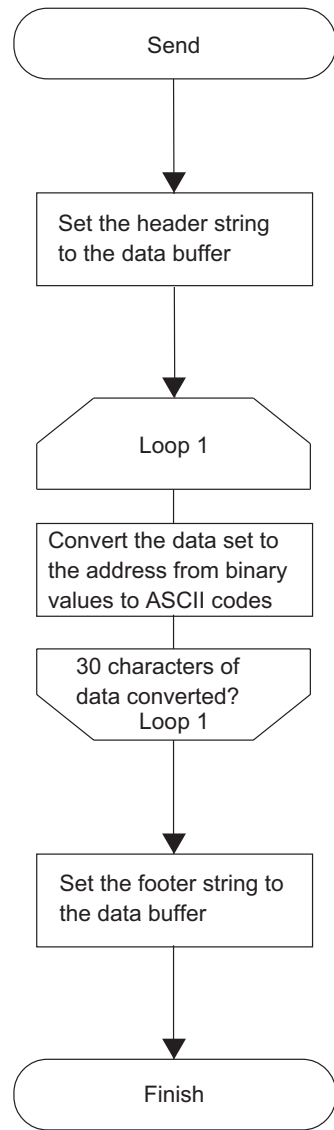 Send
Set the header string
to the data buffer
Loop 1
Convert the data set to
the address from binary
values to ASCII codes
30 characters of
data converted?
Loop 1
Set the footer string to
the data buffer
Finish